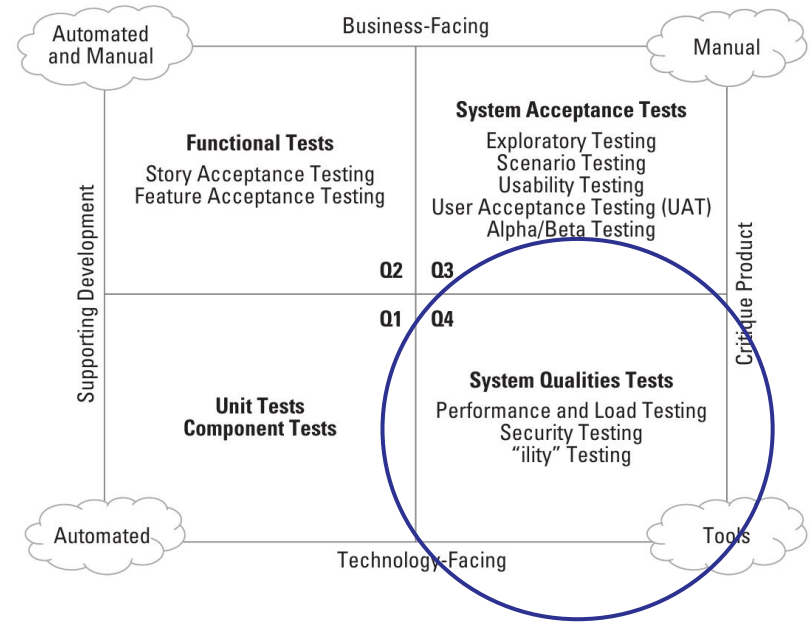 Automated
and Manual
Business-Facing
Manual
Functional Tests
Story Acceptance Testing
Feature Acceptance Testing
System Acceptance Tests
Exploratory Testing
Scenario Testing
Usability Testing
User Acceptance Testing (UAT)
Alpha/Beta Testing
Supporting Development
Critique Product
Q2
Q3
Q1
Q4
Unit Tests
Component Tests
System Qualities Tests
Performance and Load Testing
Security Testing
“ility” Testing
Automated
Technology-Facing
Tools